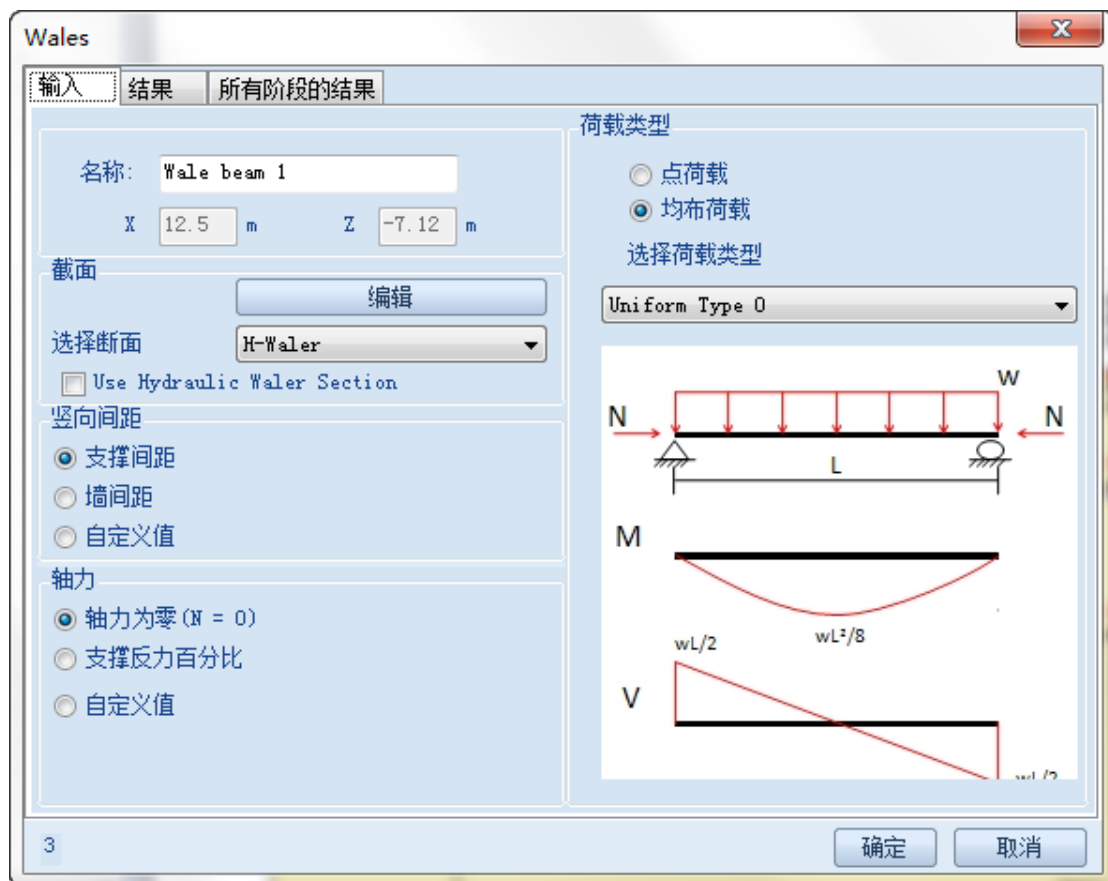 Wales
输入 结果 所有阶段的结果
名称: Wale beam 1
X 12.5 m Z -7.12 m
截面
编辑
选择断面 H-Waler
Use Hydraulic Waler Section
竖向间距
支撑间距
墙间距
自定义值
轴力
轴力为零(N = 0)
支撑反力百分比
自定义值
荷载类型
点荷载
均布荷载
选择荷载类型
Uniform Type 0
W
N N
L
M
wL²/8
wL/2
V
wL/2
3 确定 取消